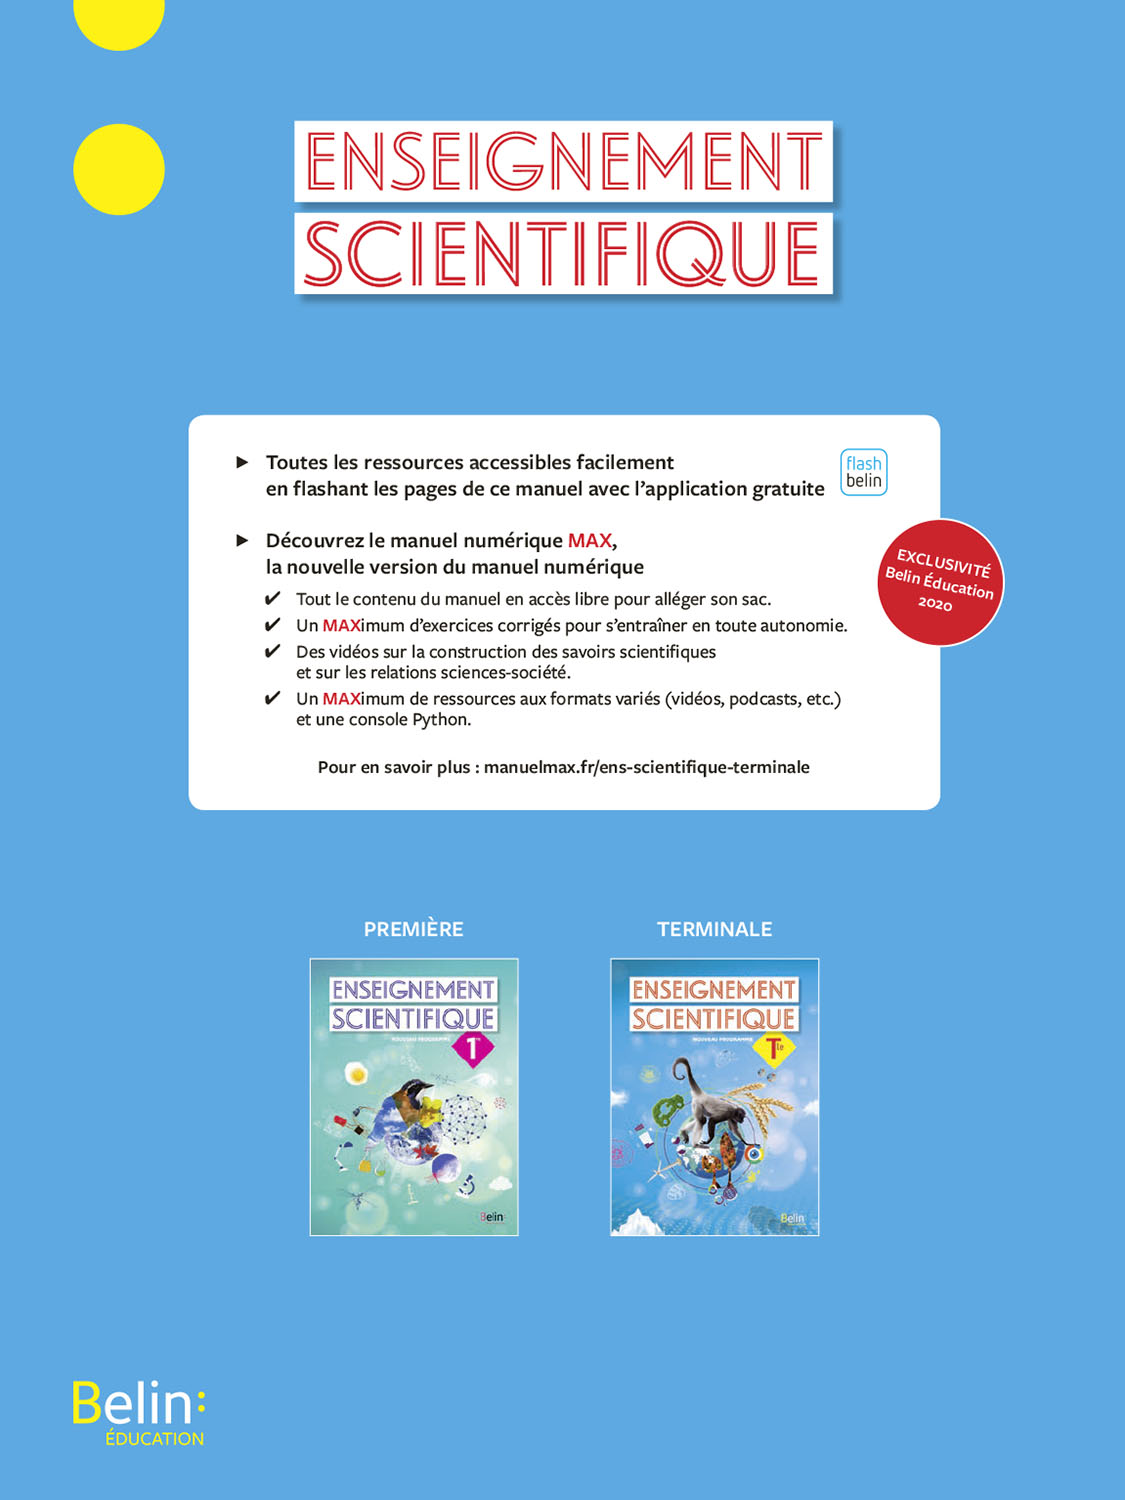 ENSEIGNEMENT
SCIENTIFIQUE
► Toutes les ressources accessibles facilement
en flashant les pages de ce manuel avec l’application gratuite
flash
belin
► Découvrez le manuel numérique MAX,
la nouvelle version du manuel numérique
✔ Tout le contenu du manuel en accès libre pour alléger son sac.
✔ Un MAXimum d’exercices corrigés pour s’entraîner en toute autonomie.
✔ Des vidéos sur la construction des savoirs scientifiques
et sur les relations sciences-société.
✔ Un MAXimum de ressources aux formats variés (vidéos, podcasts, etc.)
et une console Python.
Pour en savoir plus : manuelmax.fr/ens-scientifique-terminale
EXCLUSIVITÉ
Belin Éducation
2020
PREMIÈRE
ENSEIGNEMENT
SCIENTIFIQUE
NOUVEAU PROGRAMME
Belin:
TERMINALE
ENSEIGNEMENT
SCIENTIFIQUE
NOUVEAU PROGRAMME
Tle
Belin:
Belin:
ÉDUCATION